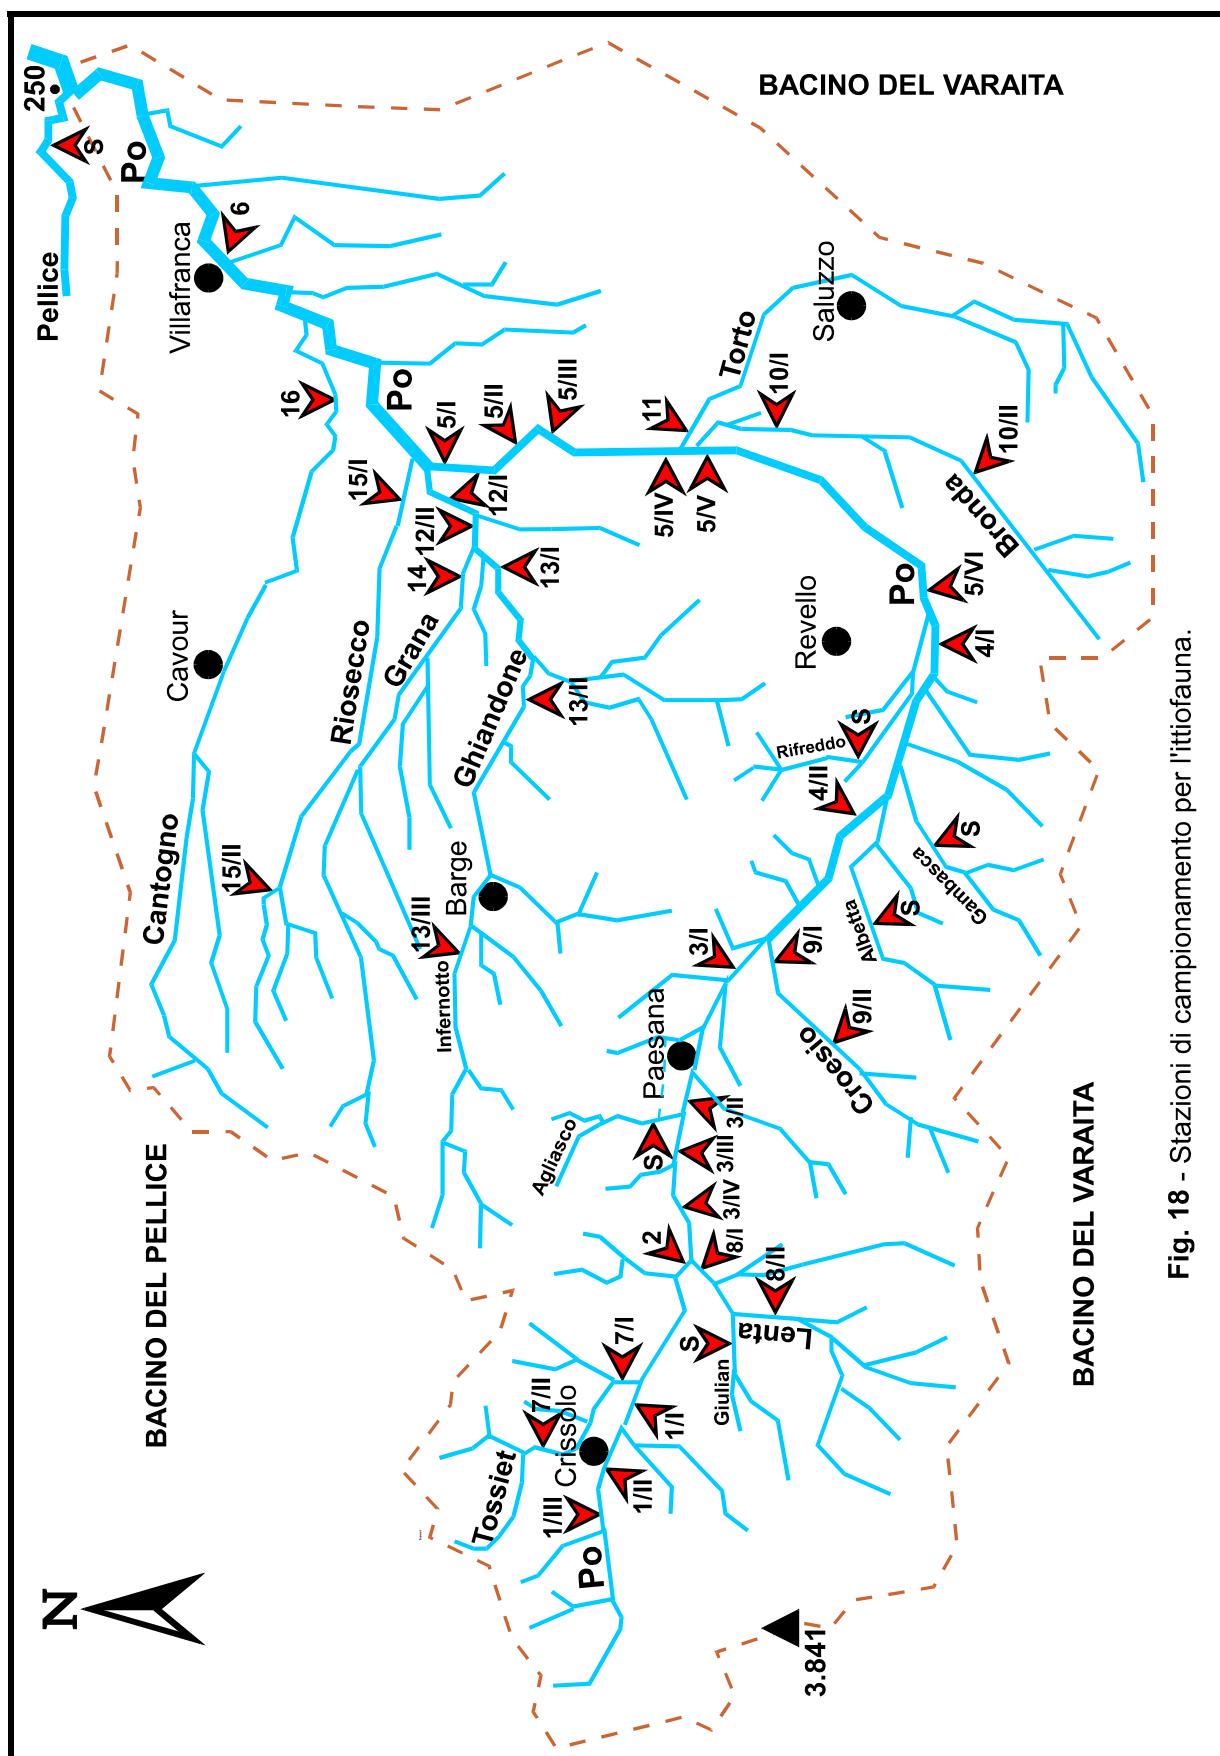 N
BACINO DEL PELLICE
BACINO DEL VARAITA
BACINO DEL VARAITA
3.841
250
Pellice
S
Po
6
Villafranca
16
Po
15/I
5/I
15/II
5/III
12/I
12/II
14
13/I
Cavour
Riosecco
Grana
Ghiandone
13/II
Cantogno
15/II
13/III
Barge
Infernotto
Torto
Saluzzo
11
10/I
10/II
Bronda
5/IV
5/V
Po
5/VI
Revello
4/I
Rifreddo
S
4/II
S
Gambasca
S
Albetta
3/I
9/I
9/II
Croesio
Paesana
Agliasco
S
3/II
3/III
3/IV
2
8/I
8/II
Lenta
S
Giulian
7/I
7/II
Crissolo
Tossiet
1/I
1/II
1/III
Po
Fig. 18 - Stazioni di campionamento per l'ittiofauna.